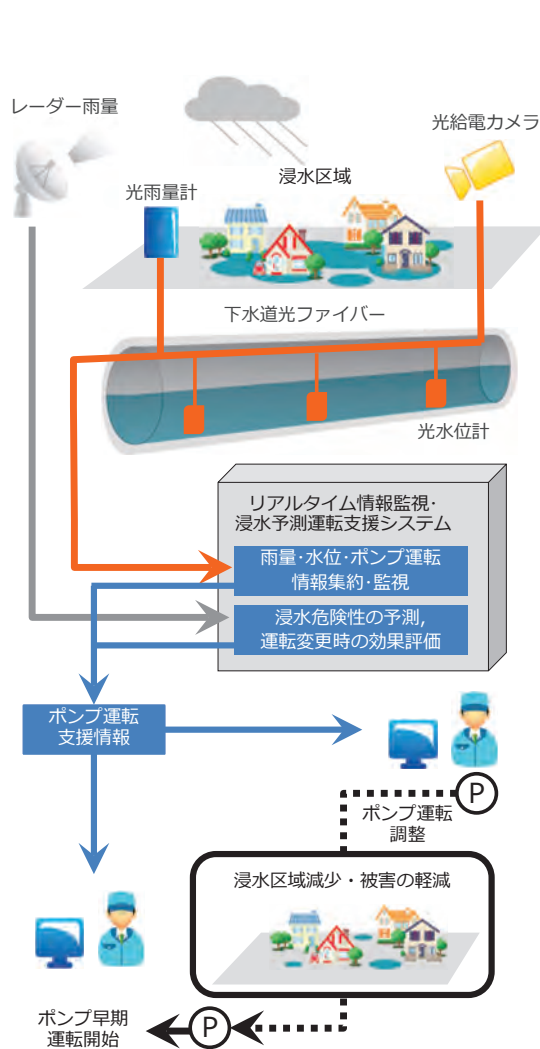 レーダー雨量
光給電カメラ
浸水区域
光雨量計
下水道光ファイバー
光水位計
リアルタイム情報監視・
浸水予測運転支援システム
雨量・水位・ポンプ運転
情報集約・監視
浸水危険性の予測,
運転変更時の効果評価
ポンプ運転
支援情報
P
ポンプ運転
調整
浸水区域減少・被害の軽減
ポンプ早期
運転開始
P